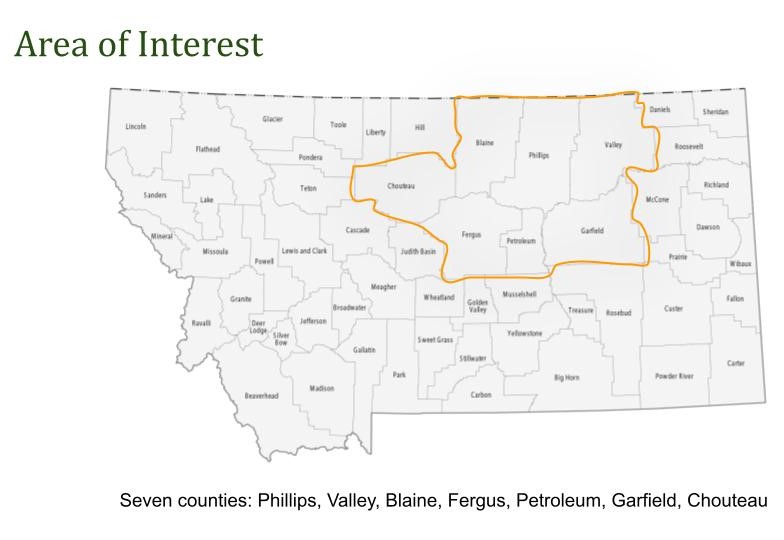 Area of Interest
Lincoln
Flathead
Glacier
Toole
Liberty
Hill
Blaine
Phillips
Valley
Daniels
Sheridan
Roosevelt
Pondera
Teton
Chouteau
Sanders
Lake
McCone
Richland
Mineral
Missoula
Powell
Lewis and Clark
Cascade
Judith Basin
Fergus
Petroleum
Garfield
Dawson
Prairie
Wibaux
Granite
Meagher
Broadwater
Wheatland
Golden
Valley
Musselshell
Treasure
Rosebud
Custer
Fallon
Ravalli
Deer
Lodge
Silver
Bow
Jefferson
Gallatin
Sweet Grass
Yellowstone
Stillwater
Park
Carbon
Big Horn
Powder River
Carter
Beaverhead
Madison
Seven counties: Phillips, Valley, Blaine, Fergus, Petroleum, Garfield, Chouteau